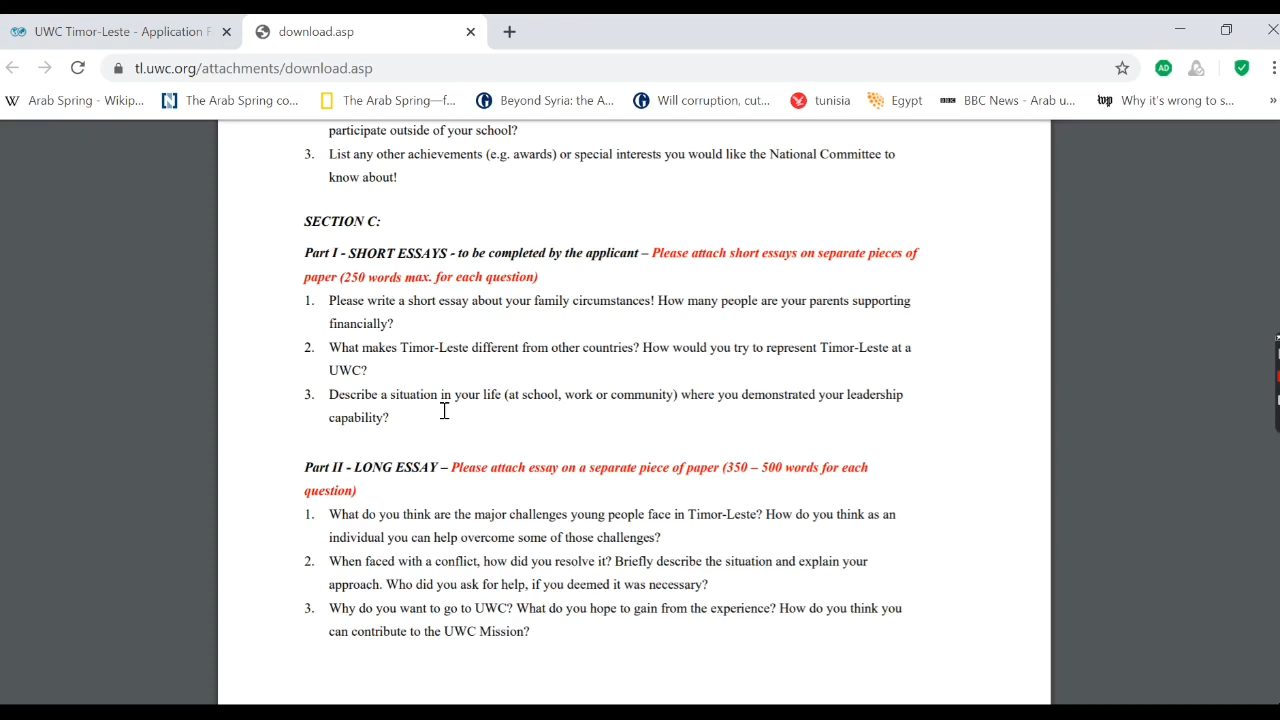 UWC Timor-Leste - Application F
download.asp
tl.uwc.org/attachments/download.asp
AD
W Arab Spring - Wikip...
N The Arab Spring co...
The Arab Spring—f...
Beyond Syria: the A...
Will corruption, cut...
tunisia
Egypt
BBC BBC News - Arab u...
wp Why it's wrong to s...
»
participate outside of your school?
3. List any other achievements (e.g. awards) or special interests you would like the National Committee to
know about!
SECTION C:
Part I - SHORT ESSAYS - to be completed by the applicant – Please attach short essays on separate pieces of
paper (250 words max. for each question)
1. Please write a short essay about your family circumstances! How many people are your parents supporting
financially?
2. What makes Timor-Leste different from other countries? How would you try to represent Timor-Leste at a
UWC?
3. Describe a situation in your life (at school, work or community) where you demonstrated your leadership
capability?
Part II - LONG ESSAY – Please attach essay on a separate piece of paper (350 – 500 words for each
question)
1. What do you think are the major challenges young people face in Timor-Leste? How do you think as an
individual you can help overcome some of those challenges?
2. When faced with a conflict, how did you resolve it? Briefly describe the situation and explain your
approach. Who did you ask for help, if you deemed it was necessary?
3. Why do you want to go to UWC? What do you hope to gain from the experience? How do you think you
can contribute to the UWC Mission?